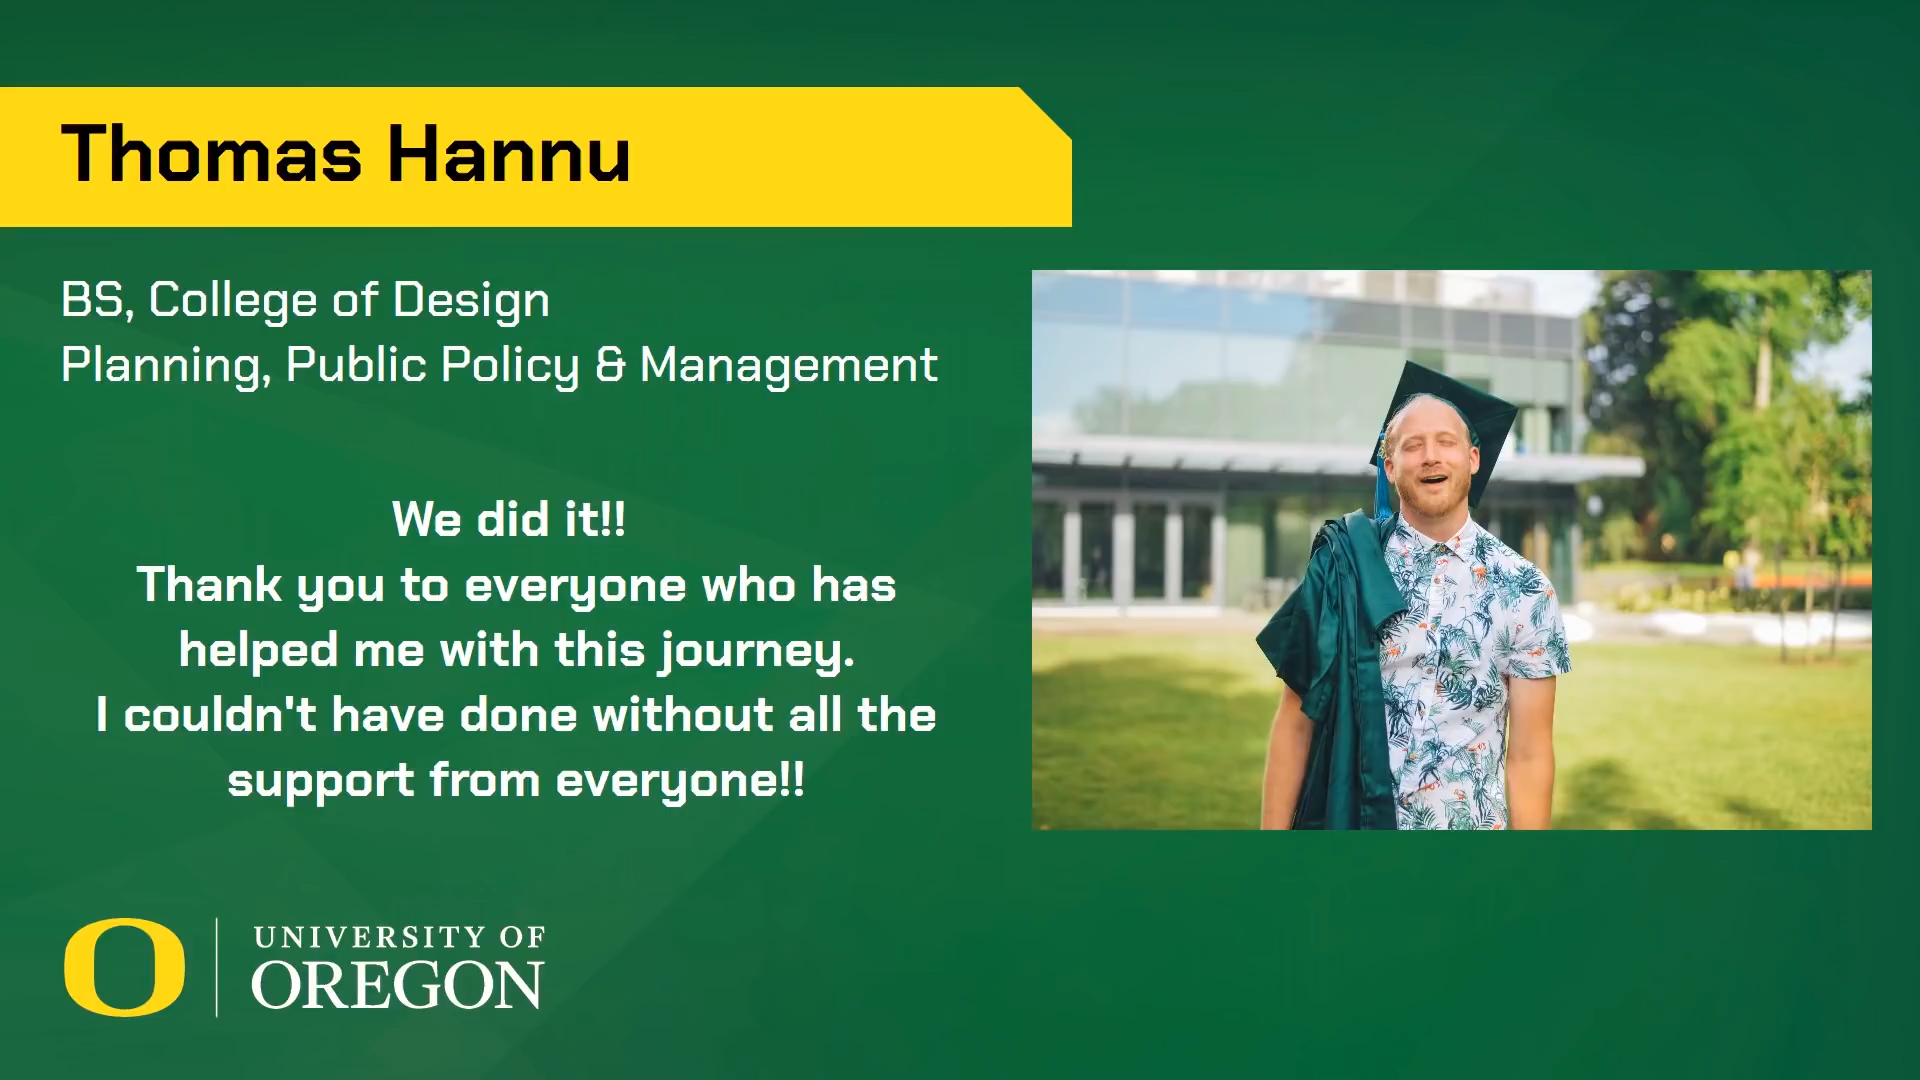 Thomas Hannu
BS, College of Design
Planning, Public Policy & Management
We did it!!
Thank you to everyone who has
helped me with this journey.
I couldn't have done without all the
support from everyone!!
O
UNIVERSITY OF
OREGON